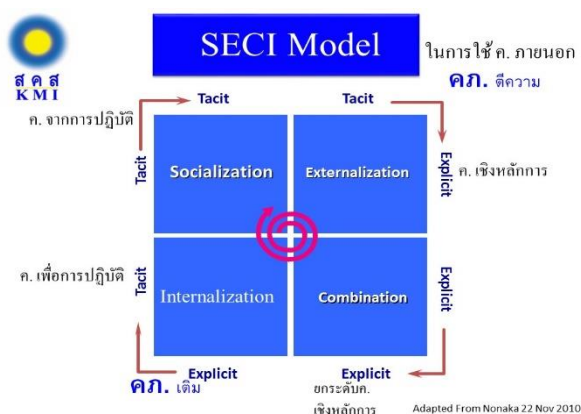 SECI Model
ในการใช้ ค. ภายนอก
คภ. ตีความ
สคส
KMI
Tacit
Tacit
ค. จากการปฏิบัติ
Tacit
Socialization
Externalization
Explicit
ค. เชิงหลักการ
ค. เพื่อการปฏิบัติ
Tacit
Internalization
Combination
Explicit
คภ. เติม
Explicit
Explicit
ยกระดับค.
เชิงหลักการ
Adapted From Nonaka 22 Nov 2010